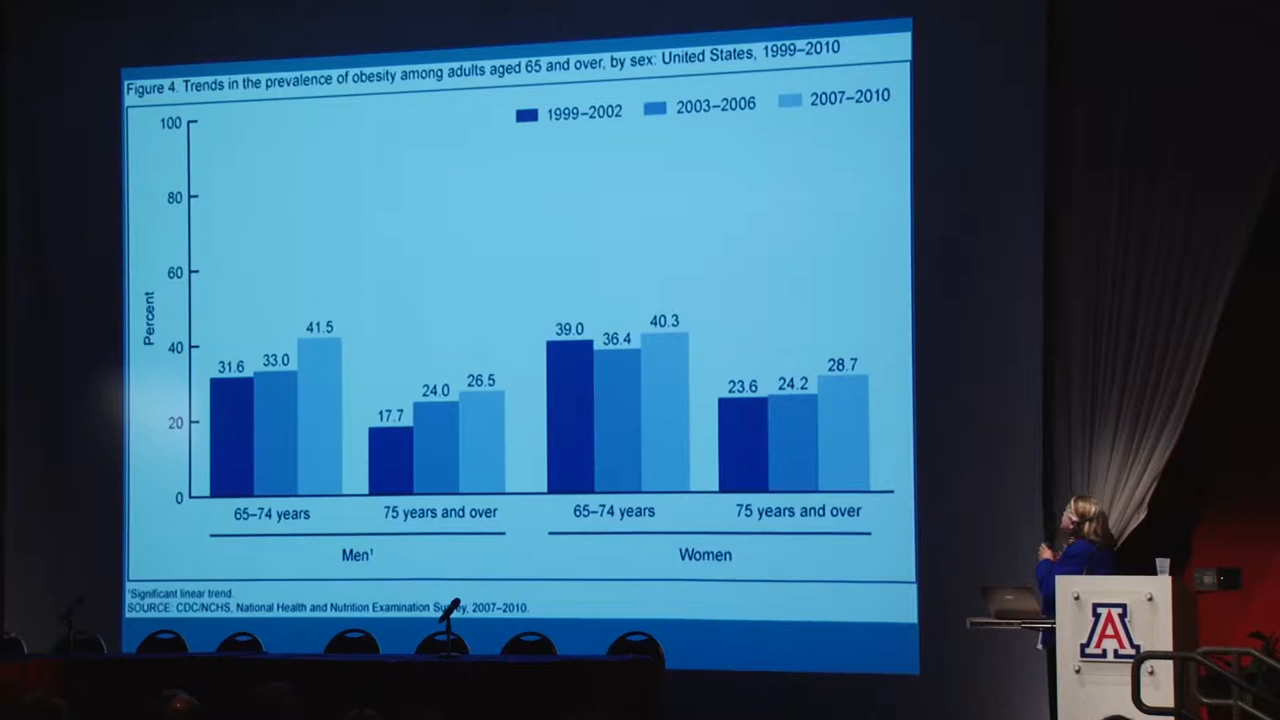 Figure 4. Trends in the prevalence of obesity among adults aged 65 and over, by sex: United States, 1999–2010
1999–2002 2003–2006 2007–2010
100
80
60
40
20
0
Percent
31.6 33.0 41.5
17.7 24.0 26.5
39.0 36.4 40.3
23.6 24.2 28.7
65–74 years 75 years and over 65–74 years 75 years and over
Men¹ Women
¹Significant linear trend.
SOURCE: CDC/NCHS, National Health and Nutrition Examination 2007–2010.
A